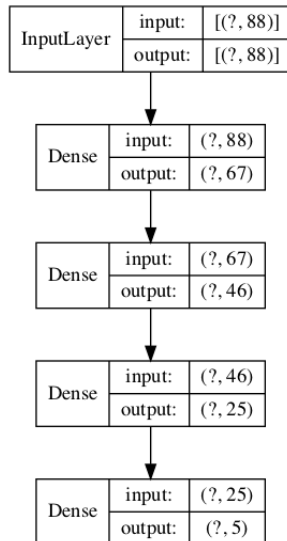 InputLayer input: [(?, 88)]
output: [(?, 88)]
Dense input: (?, 88)
output: (?, 67)
Dense input: (?, 67)
output: (?, 46)
Dense input: (?, 46)
output: (?, 25)
Dense input: (?, 25)
output: (?, 5)